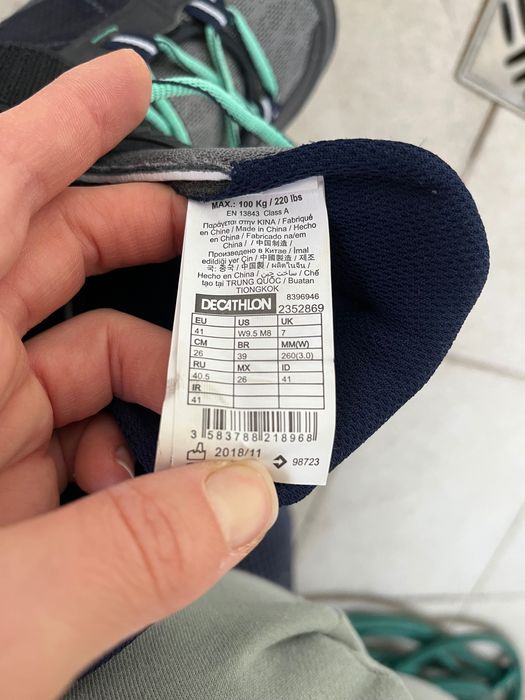 MAX.: 100 Kg / 220 lbs
EN 13843 Class A
Παράγεται στην ΚΙΝΑ / Fabriqué
en Chine / Made in China / Hecho
en China / Fabricado na/em
China / 中国制造 /
Произведено в Китае / İmal
edildiği yer Çin / 中國製造 / 제조
국: 중국 / 中国製 / ผลิตในจีน /
Hecho en China / ساخت چین / Chế
tạo tại TRUNG QUỐC / Buatan
TIONGKOK
8396946
DECATHLON 2352869
EU US UK
41 W9.5 M8 7
CM BR MM(W)
26 39 260(3.0)
RU MX ID
40.5 26 41
IR
41
3 583788 218968
2018/11 98723